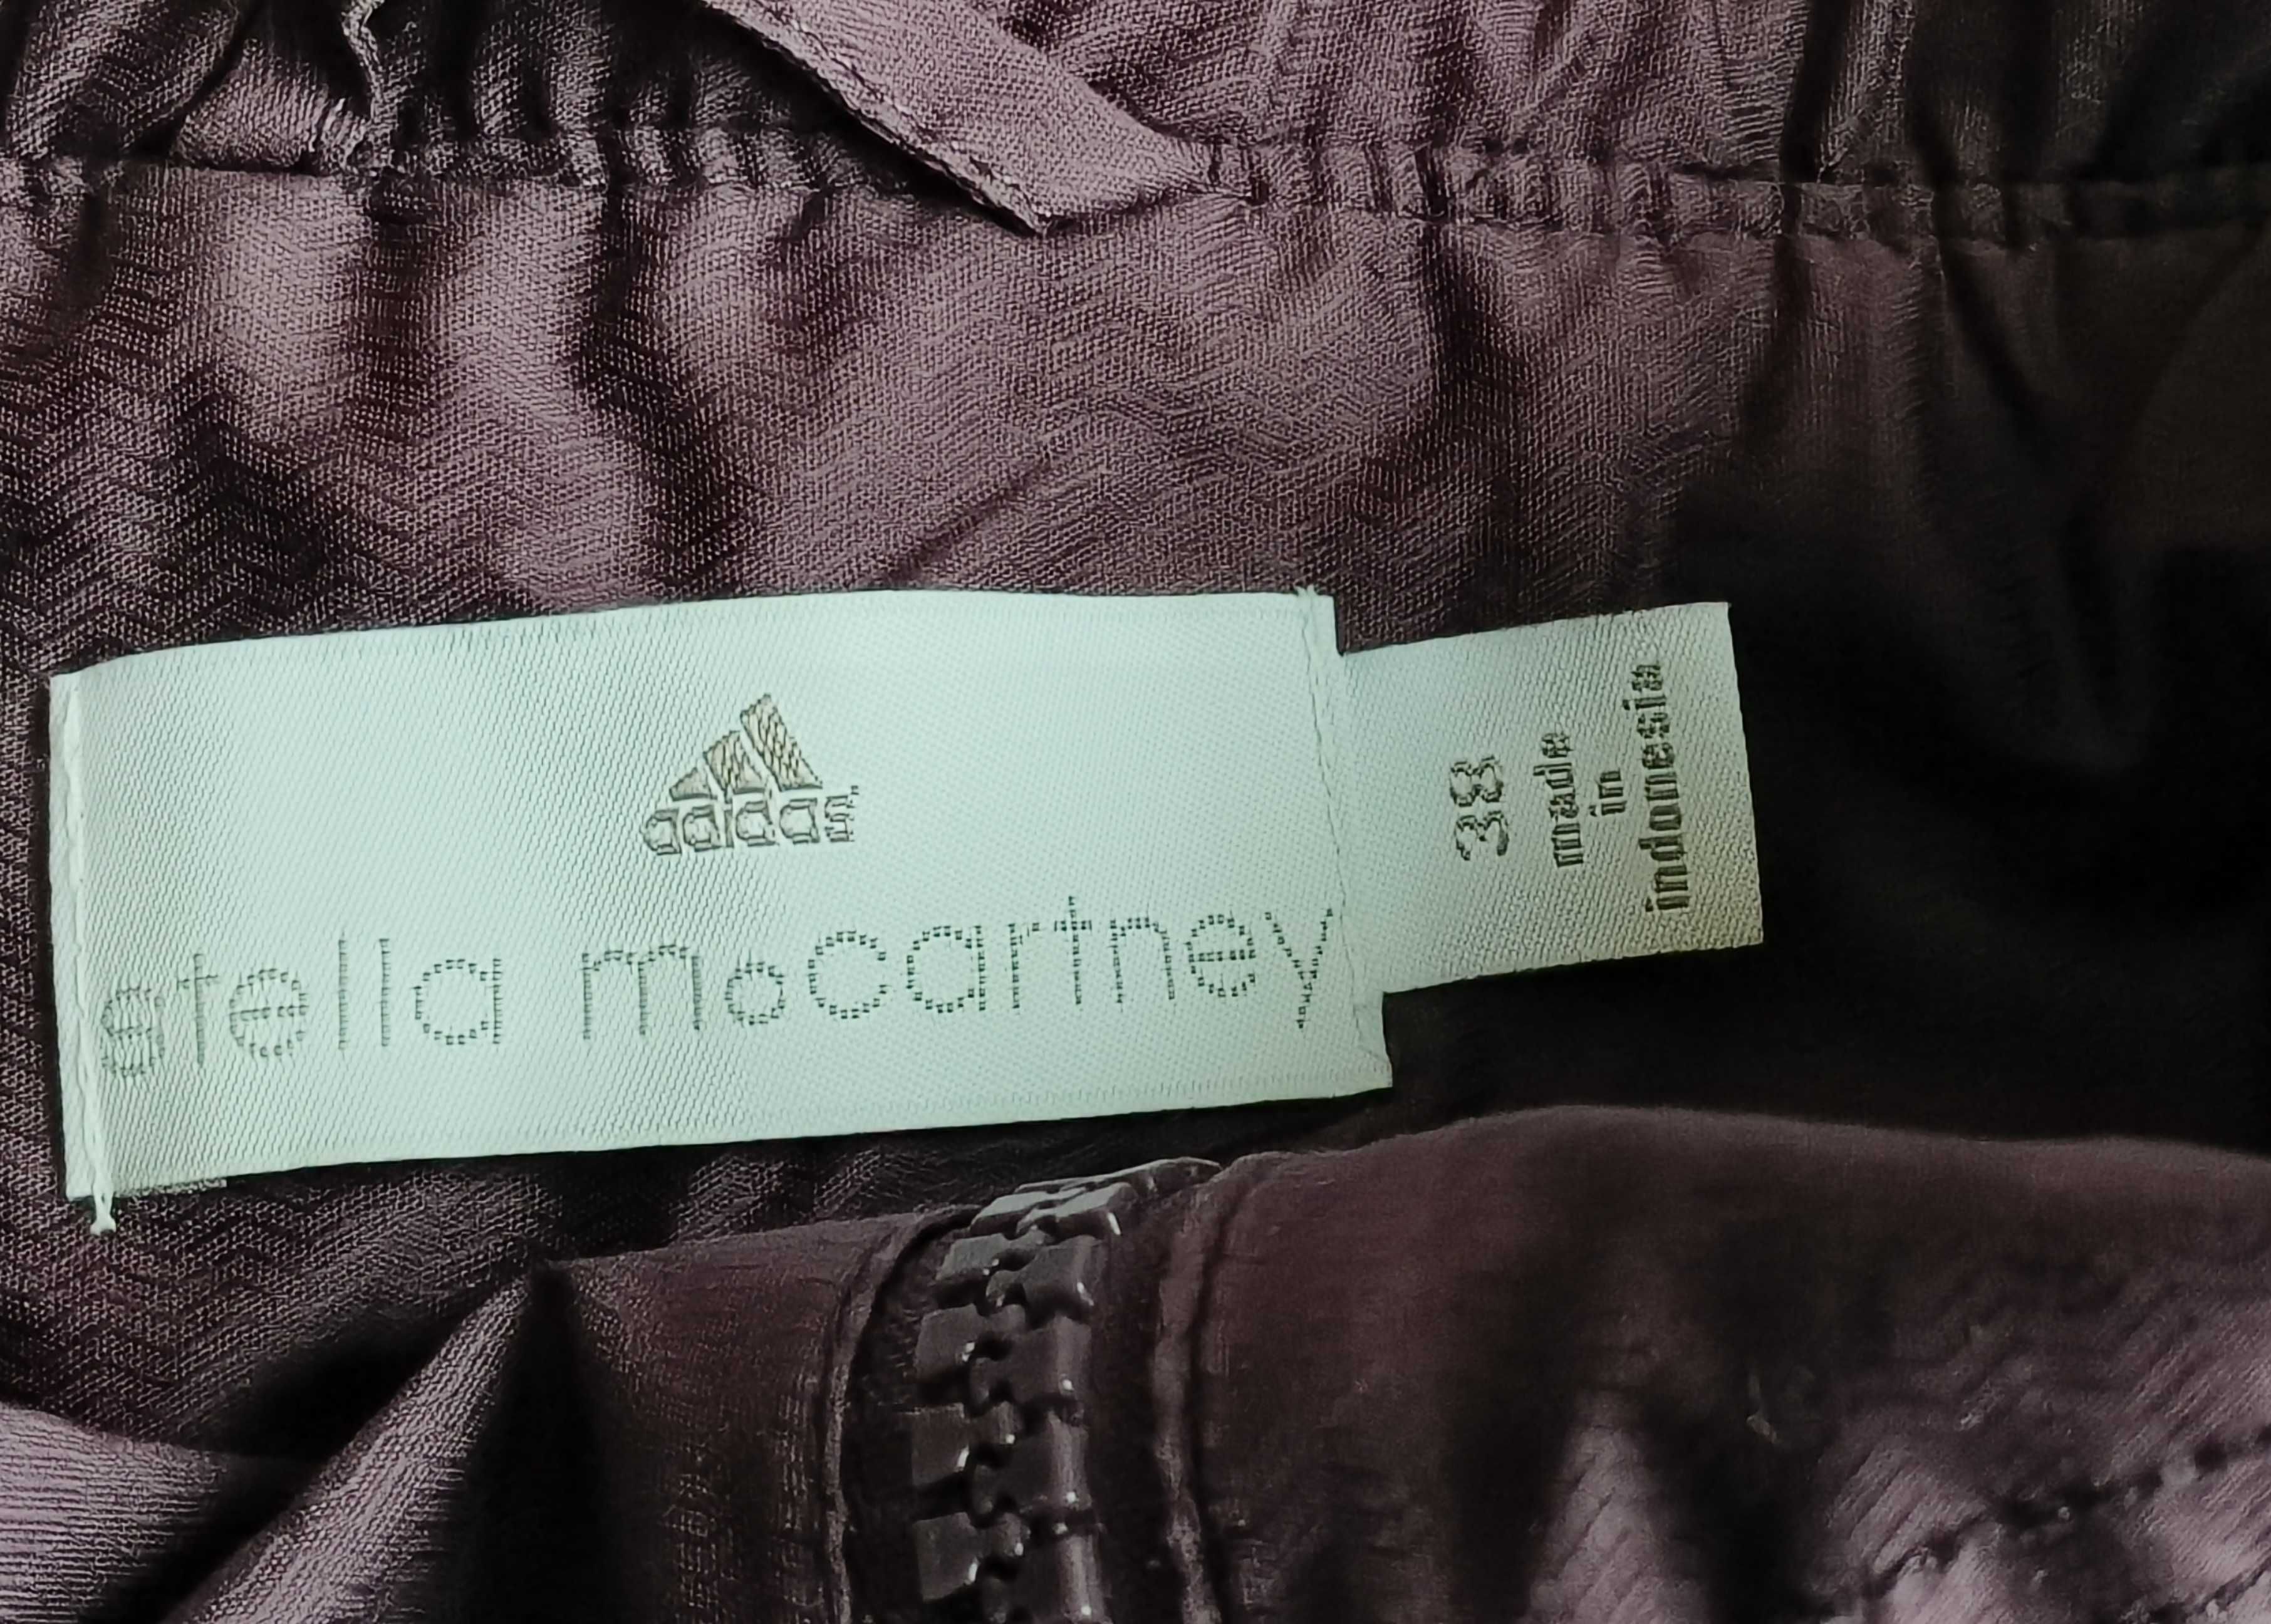 adidas
stella mccartney
38
made
in
indonesia